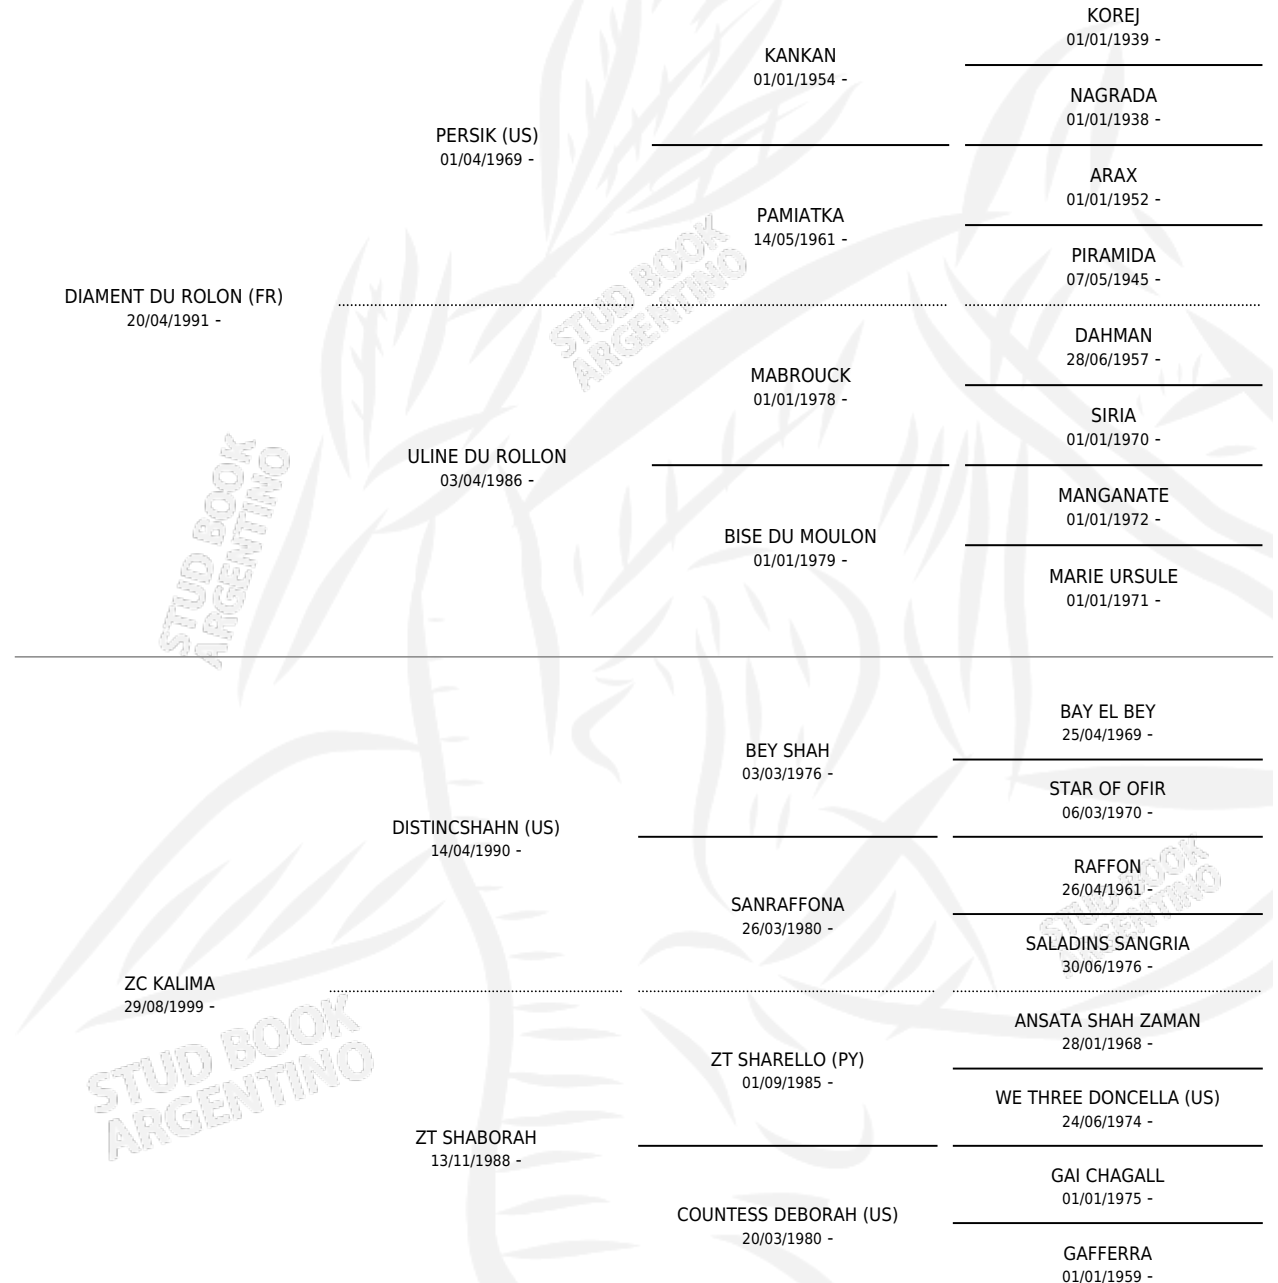 KOREJ
01/01/1939 -
KANKAN
01/01/1954 -
NAGRADA
01/01/1938 -
PERSIK (US)
01/04/1969 -
ARAX
01/01/1952 -
PAMIATKA
14/05/1961 -
PIRAMIDA
07/05/1945 -
DIAMENT DU ROLON (FR)
20/04/1991 -
DAHMAN
28/06/1957 -
MABROUCK
01/01/1978 -
SIRIA
01/01/1970 -
ULINE DU ROLLON
03/04/1986 -
MANGANATE
01/01/1972 -
BISE DU MOULON
01/01/1979 -
MARIE URSULE
01/01/1971 -
BAY EL BEY
25/04/1969 -
BEY SHAH
03/03/1976 -
STAR OF OFIR
06/03/1970 -
DISTINCSHAHN (US)
14/04/1990 -
RAFFON
26/04/1961 -
SANRAFFONA
26/03/1980 -
SALADINS SANGRIA
30/06/1976 -
ZC KALIMA
29/08/1999 -
ANSATA SHAH ZAMAN
28/01/1968 -
ZT SHARELLO (PY)
01/09/1985 -
WE THREE DONCELLA (US)
24/06/1974 -
ZT SHABORAH
13/11/1988 -
GAI CHAGALL
01/01/1975 -
COUNTESS DEBORAH (US)
20/03/1980 -
GAFFERRA
01/01/1959 -
STUD BOOK
ARGENTINO
STUD BOOK
ARGENTINO
STUD BOOK
ARGENTINO
STUD BOOK
ARGENTINO